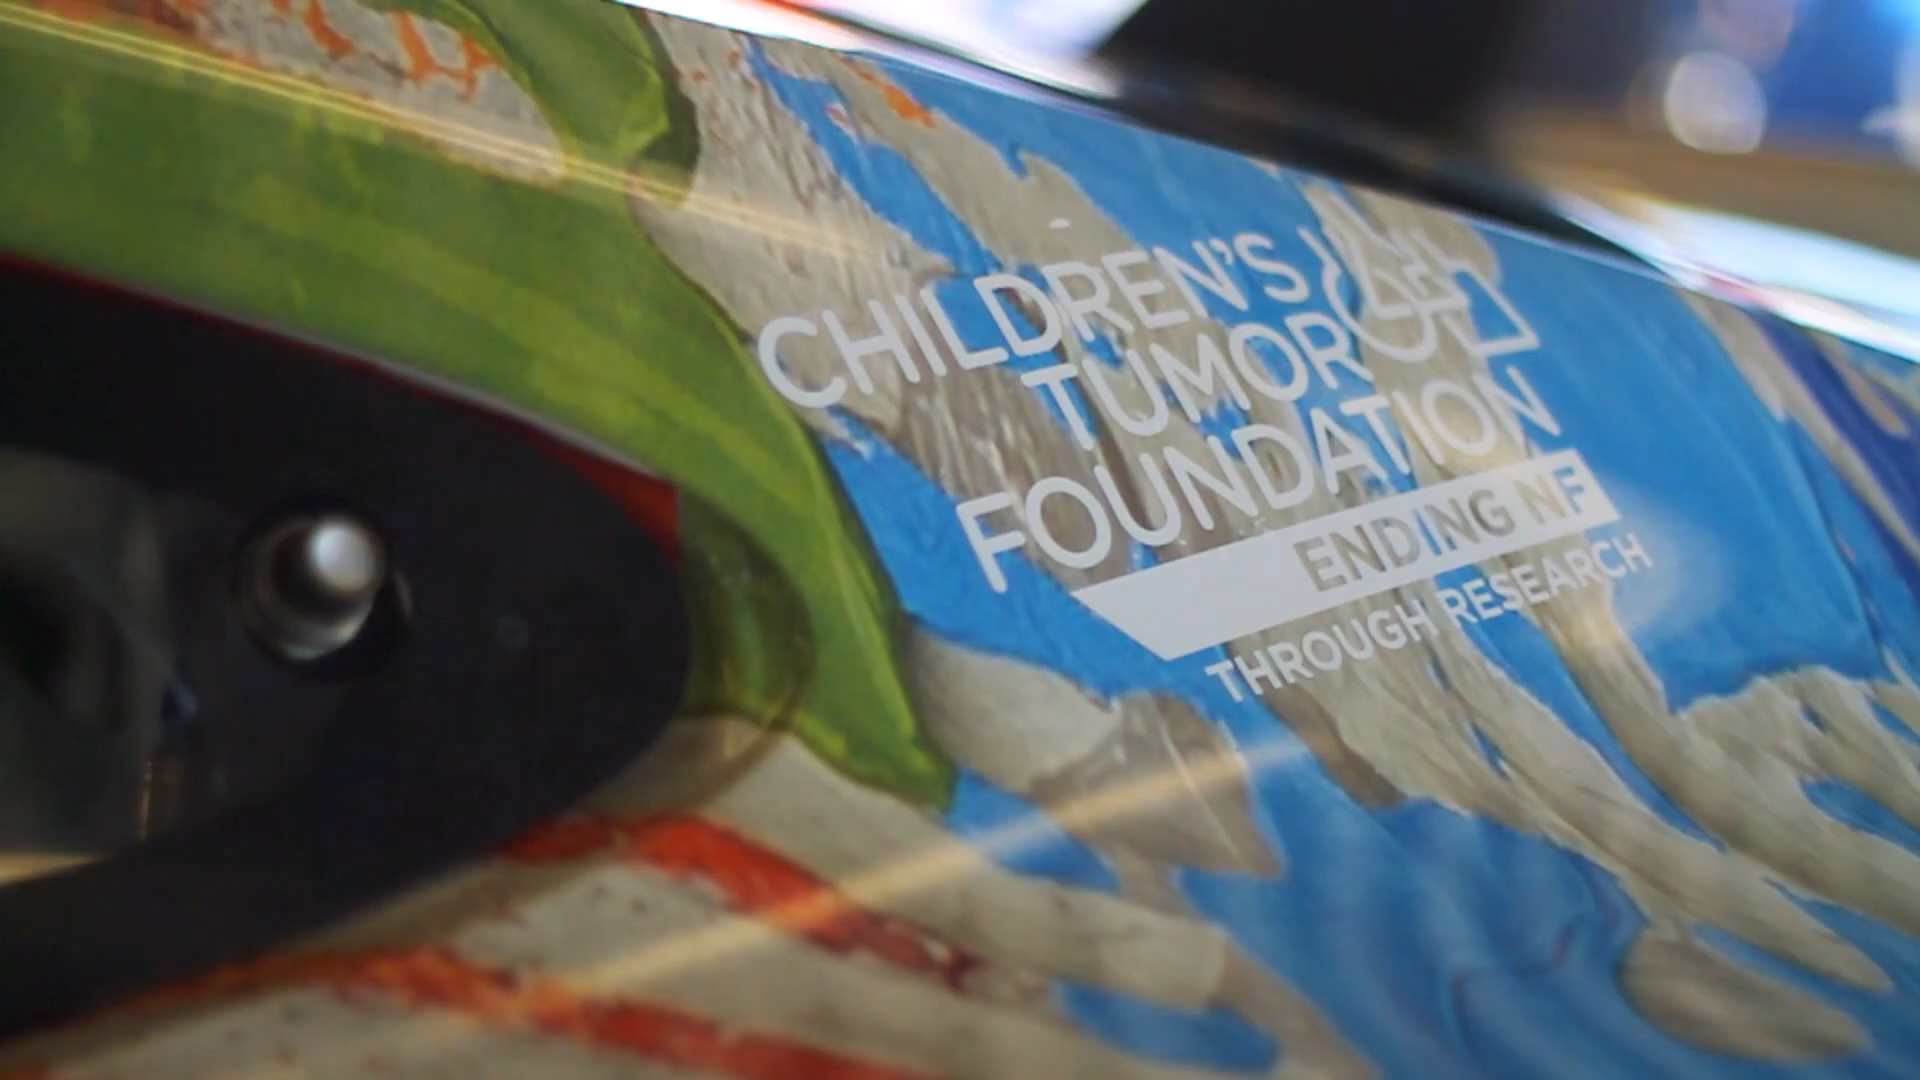 CHILDREN'S
TUMOR
FOUNDATION
ENDING NF
THROUGH RESEARCH